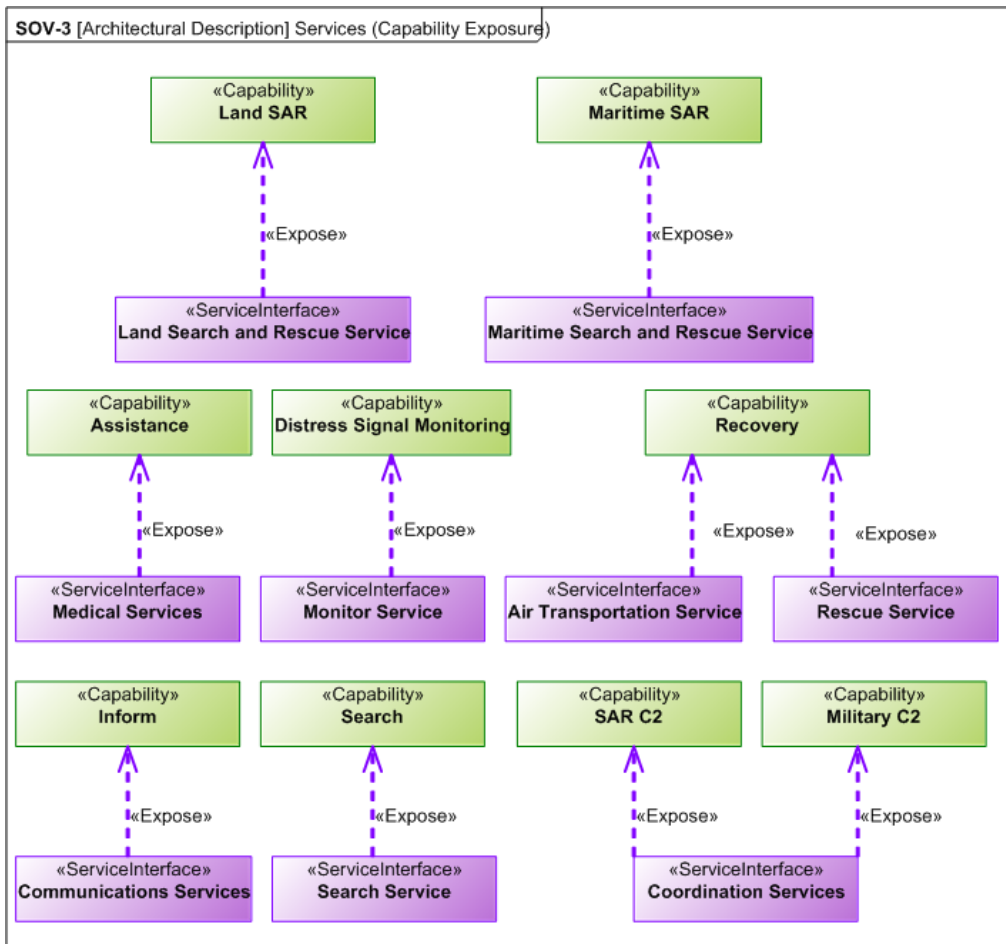 SOV-3 [Architectural Description] Services (Capability Exposure)
«Capability»
Land SAR
«Capability»
Maritime SAR
«Expose»
«Expose»
«ServiceInterface»
Land Search and Rescue Service
«ServiceInterface»
Maritime Search and Rescue Service
«Capability»
Assistance
«Capability»
Distress Signal Monitoring
«Capability»
Recovery
«Expose»
«Expose»
«Expose»
«Expose»
«ServiceInterface»
Medical Services
«ServiceInterface»
Monitor Service
«ServiceInterface»
Air Transportation Service
«ServiceInterface»
Rescue Service
«Capability»
Inform
«Capability»
Search
«Capability»
SAR C2
«Capability»
Military C2
«Expose»
«Expose»
«Expose»
«Expose»
«ServiceInterface»
Communications Services
«ServiceInterface»
Search Service
«ServiceInterface»
Coordination Services